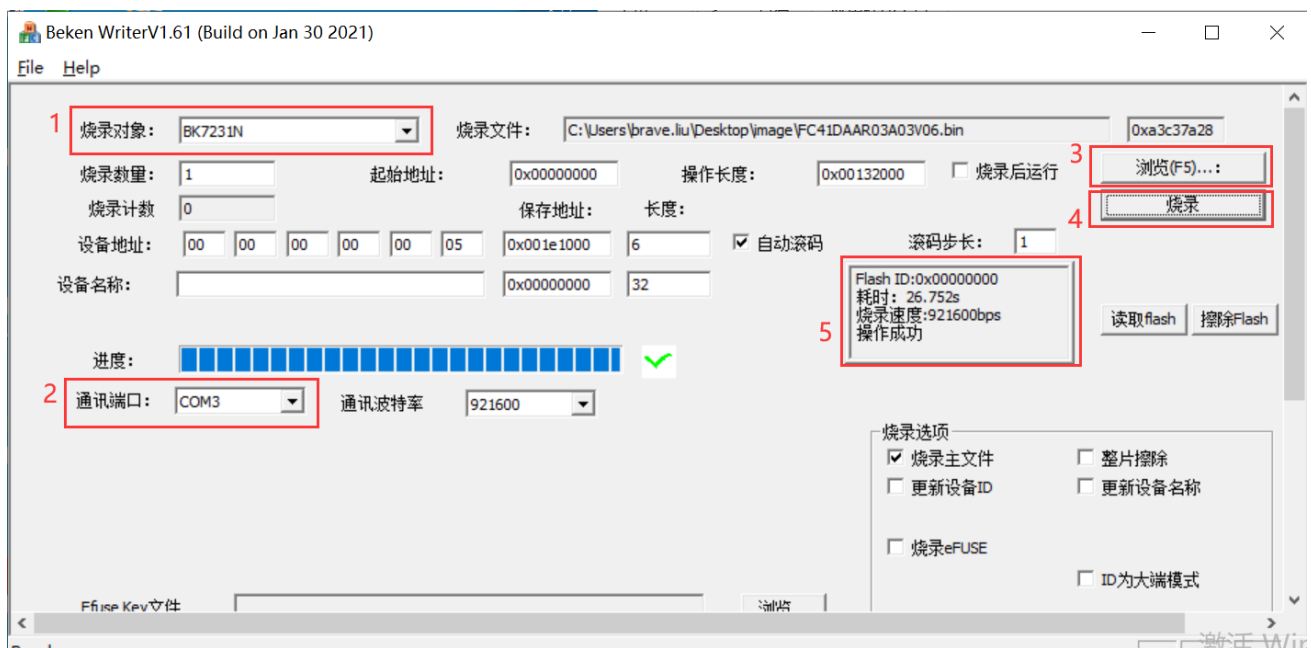 Beken WriterV1.61 (Build on Jan 30 2021)
File Help
1 烧录对象： BK7231N 烧录文件： C:\Users\brave.liu\Desktop\image\FC41DAAR03A03V06.bin 0xa3c37a28
烧录数量： 1 起始地址： 0x00000000 操作长度： 0x00132000 烧录后运行 3 浏览(F5)...：
烧录计数 0 保存地址： 长度： 4 烧录
设备地址： 00 00 00 00 00 05 0x001e1000 6 自动滚码 滚码步长： 1
设备名称： 0x00000000 32
5 Flash ID:0x00000000
耗时：26.752s
烧录速度:921600bps
操作成功
读取flash 擦除Flash
进度：
2 通讯端口： COM3 通讯波特率 921600
烧录选项
烧录主文件 整片擦除
更新设备ID 更新设备名称
烧录eFUSE
ID为大端模式
Efuse Key文件 浏览
激活 Win